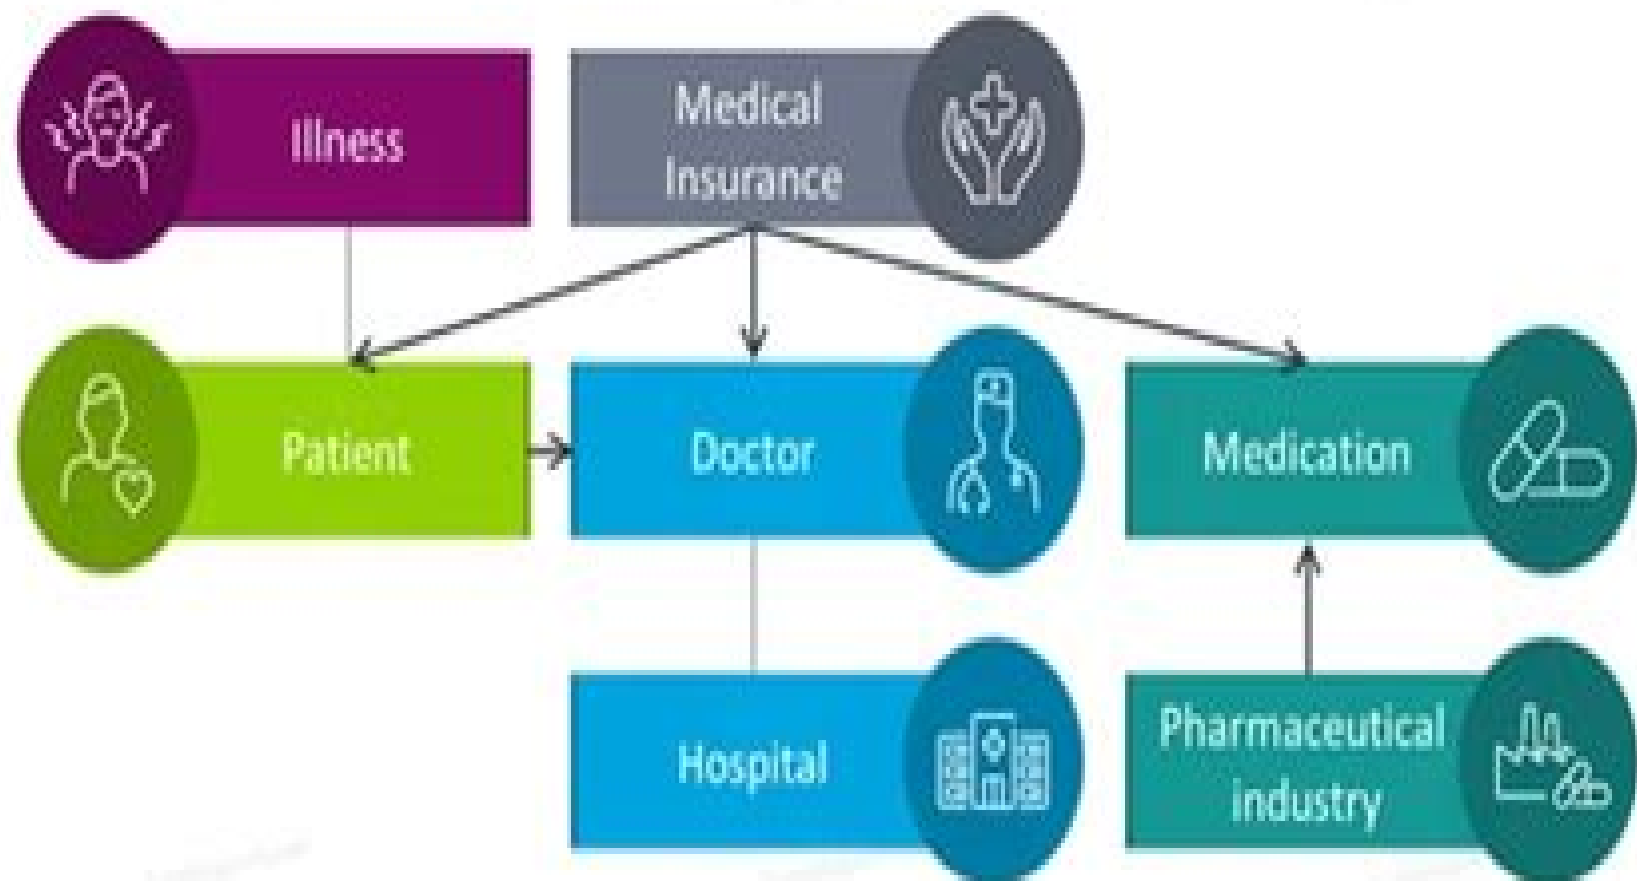 Illness
Medical
Insurance
Patient
Doctor
Medication
Hospital
Pharmaceutical
industry